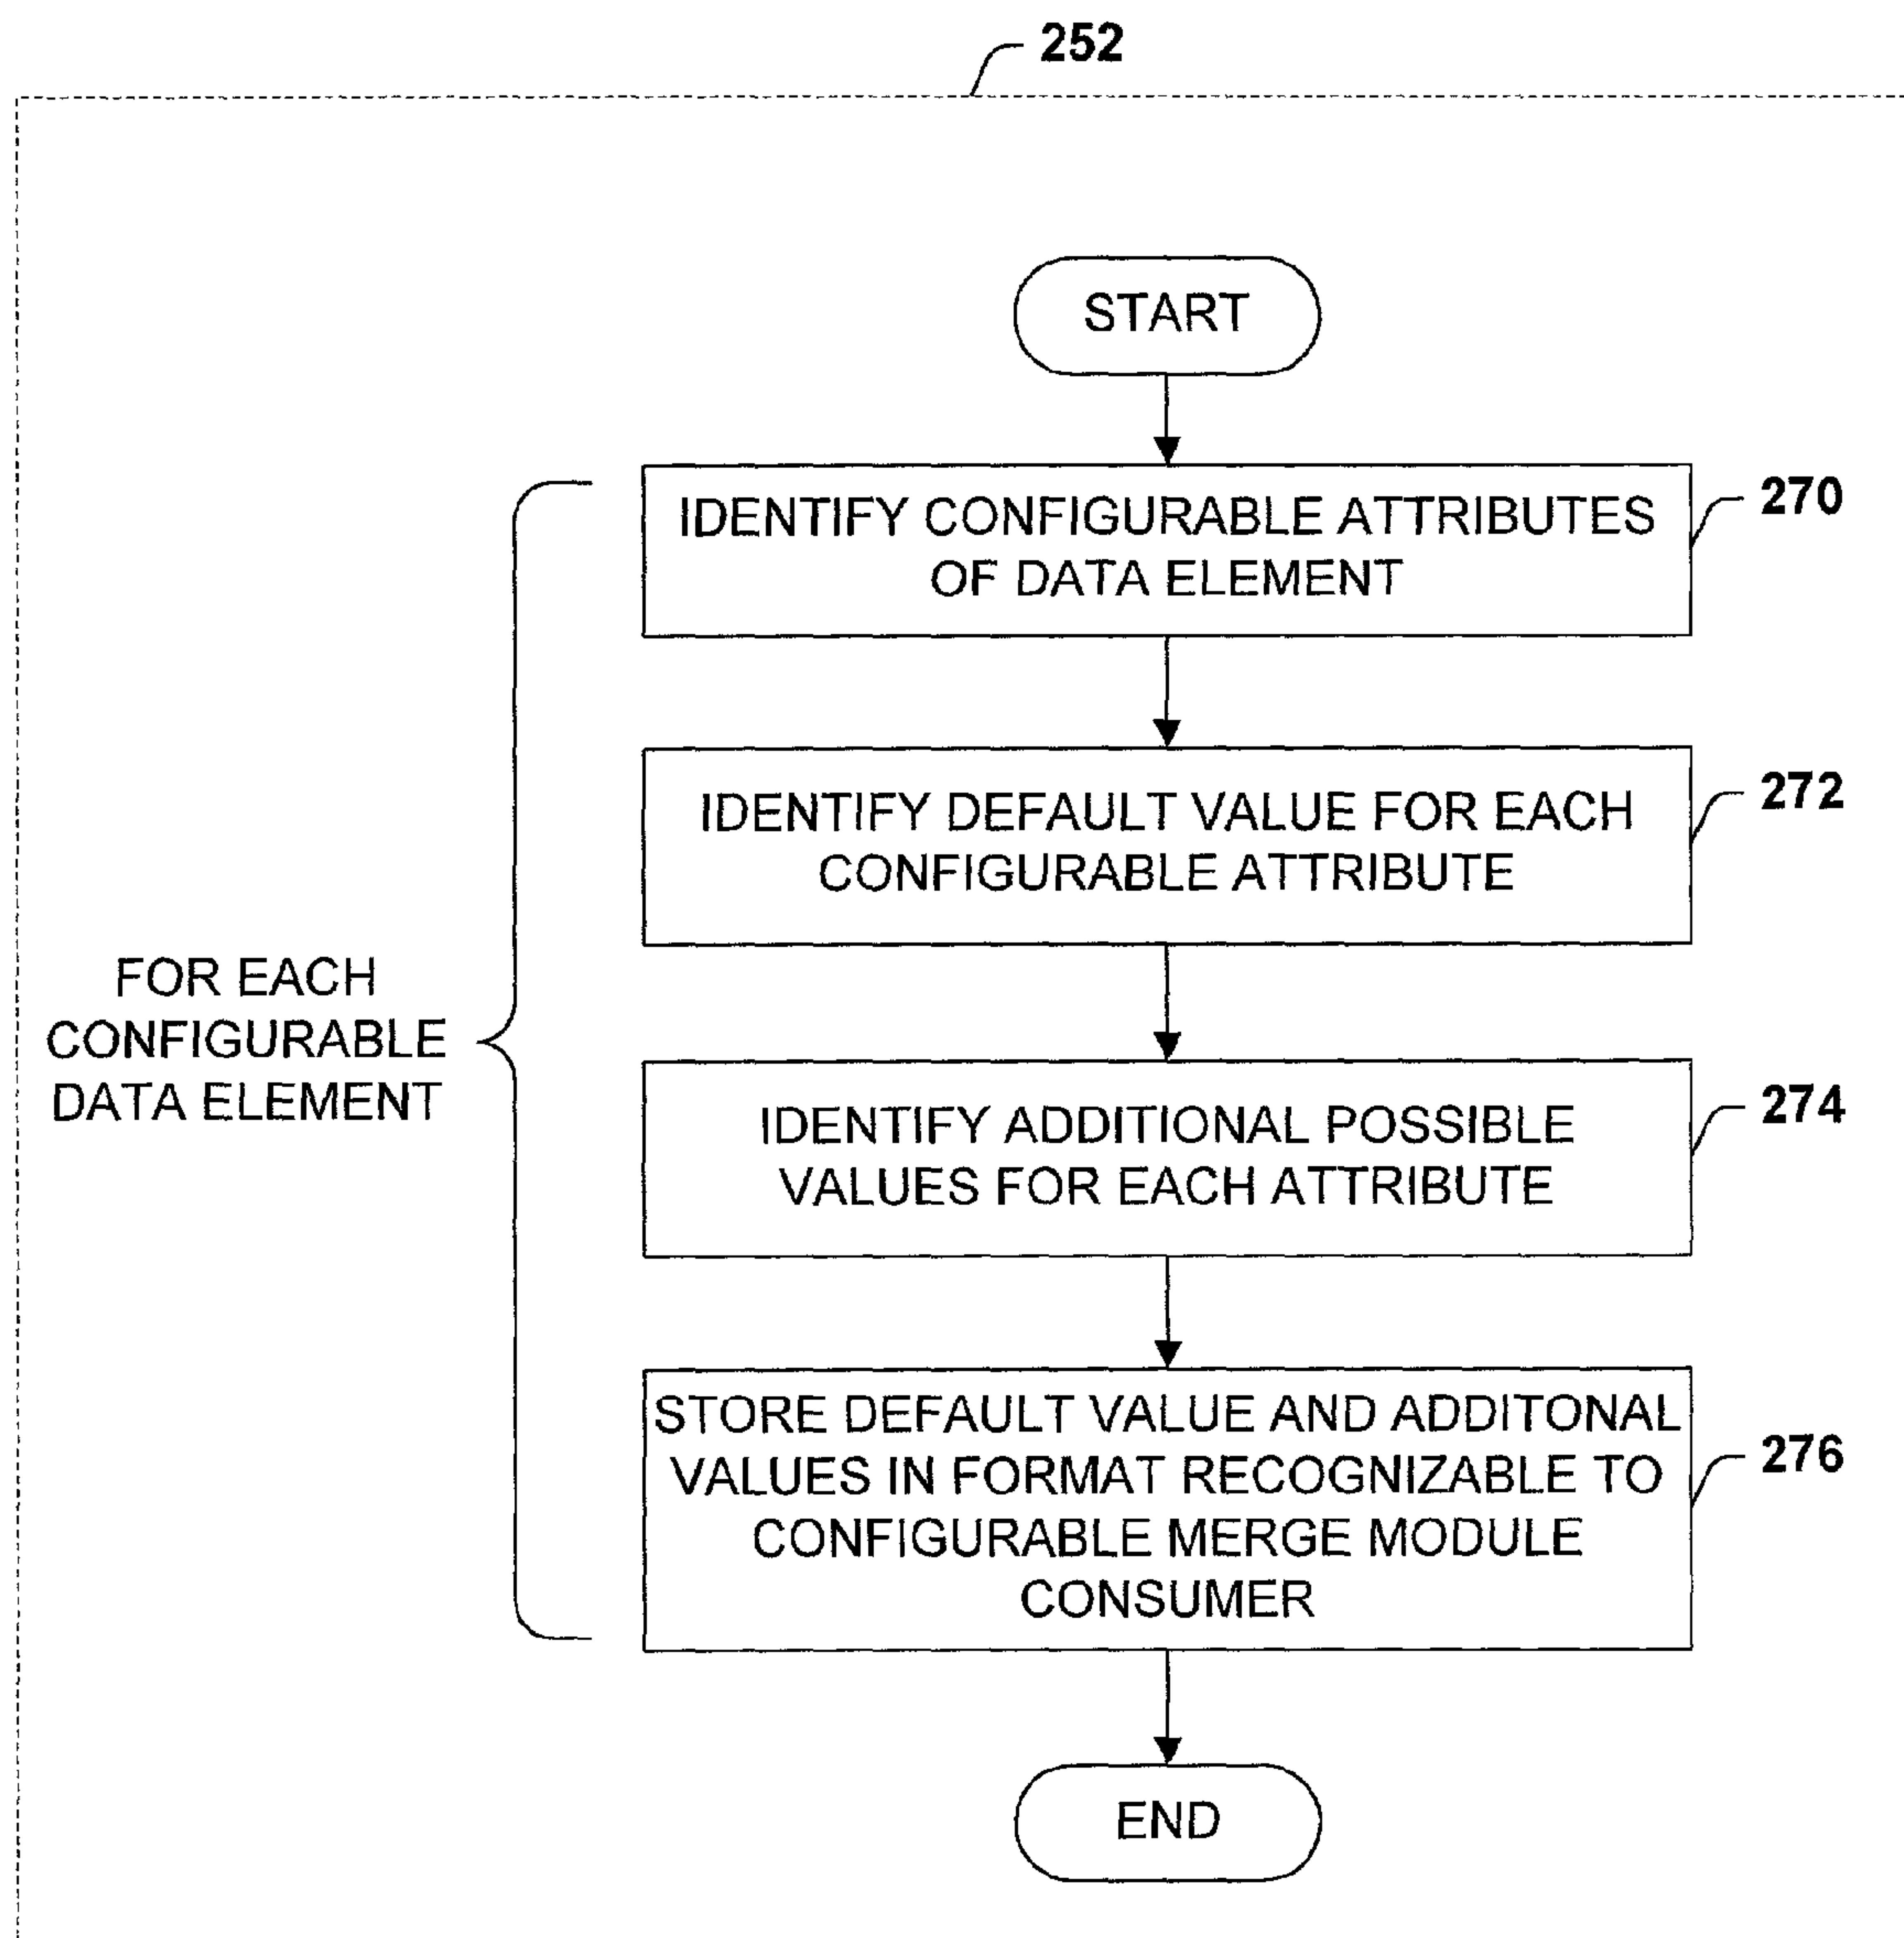 252
START
IDENTIFY CONFIGURABLE ATTRIBUTES
OF DATA ELEMENT
270
IDENTIFY DEFAULT VALUE FOR EACH
CONFIGURABLE ATTRIBUTE
272
FOR EACH
CONFIGURABLE
DATA ELEMENT
IDENTIFY ADDITIONAL POSSIBLE
VALUES FOR EACH ATTRIBUTE
274
STORE DEFAULT VALUE AND ADDITONAL
VALUES IN FORMAT RECOGNIZABLE TO
CONFIGURABLE MERGE MODULE
CONSUMER
276
END